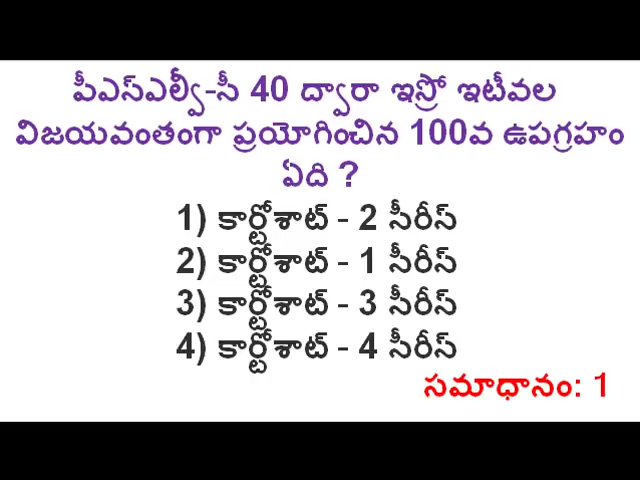 పీఎస్ఎల్వీ-సీ 40 ద్వారా ఇస్రో ఇటీవల
విజయవంతంగా ప్రయోగించిన 100వ ఉపగ్రహం
ఏది ?
1) కార్టోశాట్ - 2 సిరీస్
2) కార్టోశాట్ - 1 సిరీస్
3) కార్టోశాట్ - 3 సిరీస్
4) కార్టోశాట్ - 4 సిరీస్
సమాధానం: 1